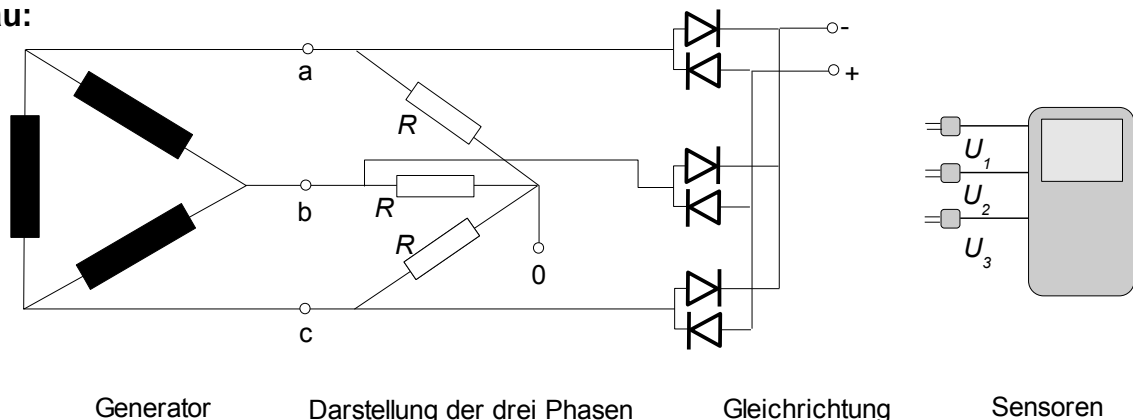 au:
-
+
a
R
b
R
R
0
c
U1
U2
U3
Generator
Darstellung der drei Phasen
Gleichrichtung
Sensoren